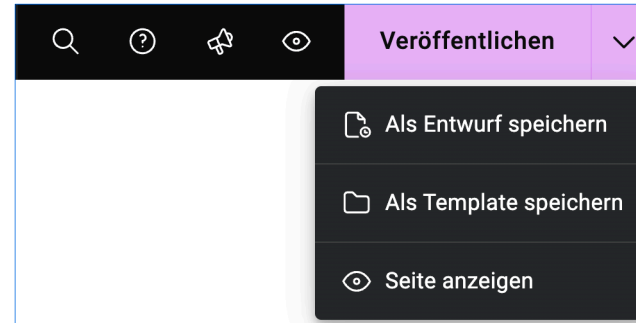 Veröffentlichen
Als Entwurf speichern
Als Template speichern
Seite anzeigen